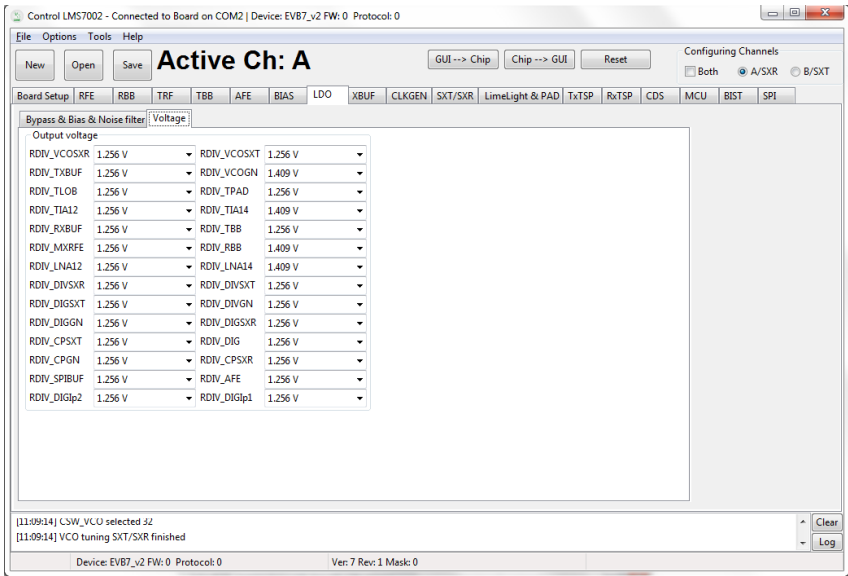 Control LMS7002 - Connected to Board on COM2 | Device: EVB7_v2 FW: 0 Protocol: 0
File Options Tools Help
New Open Save Active Ch: A GUI --> Chip Chip --> GUI Reset Configuring Channels
Both A/SXR B/SXT
Board Setup RFE RBB TRF TBB AFE BIAS LDO XBUF CLKGEN SXT/SXR LimeLight & PAD TxTSP RxTSP CDS MCU BIST SPI
Bypass & Bias & Noise filter Voltage
Output voltage
RDIV_VCOSXR 1.256 V RDIV_VCOSXT 1.256 V
RDIV_TXBUF 1.256 V RDIV_VCOGN 1.409 V
RDIV_TLOB 1.256 V RDIV_TPAD 1.256 V
RDIV_TIA12 1.256 V RDIV_TIA14 1.409 V
RDIV_RXBUF 1.256 V RDIV_TBB 1.256 V
RDIV_MXRFE 1.256 V RDIV_RBB 1.409 V
RDIV_LNA12 1.256 V RDIV_LNA14 1.409 V
RDIV_DIVSXR 1.256 V RDIV_DIVSXT 1.256 V
RDIV_DIGSXT 1.256 V RDIV_DIVGN 1.256 V
RDIV_DIGGN 1.256 V RDIV_DIGSXR 1.256 V
RDIV_CPSXT 1.256 V RDIV_DIG 1.256 V
RDIV_CPGN 1.256 V RDIV_CPSXR 1.256 V
RDIV_SPIBUF 1.256 V RDIV_AFE 1.256 V
RDIV_DIGIp2 1.256 V RDIV_DIGIp1 1.256 V
[11:09:14] CSW_VCO selected 32
[11:09:14] VCO tuning SXT/SXR finished
Clear
Log
Device: EVB7_v2 FW: 0 Protocol: 0 Ver: 7 Rev: 1 Mask: 0